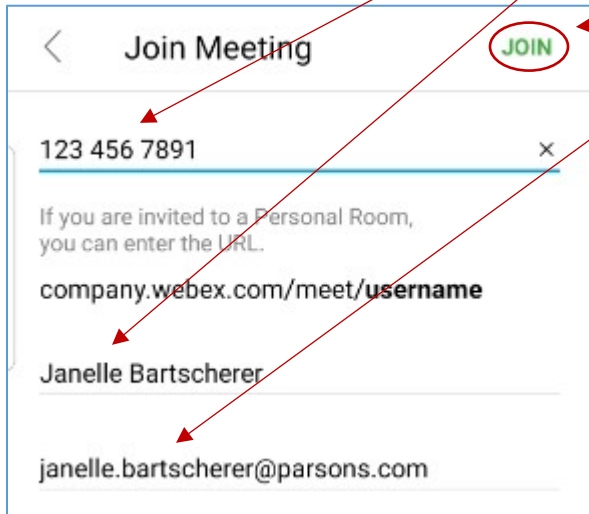 Join Meeting JOIN
123 456 7891 ×
If you are invited to a Personal Room,
you can enter the URL.
company.webex.com/meet/username
Janelle Bartscherer
janelle.bartscherer@parsons.com